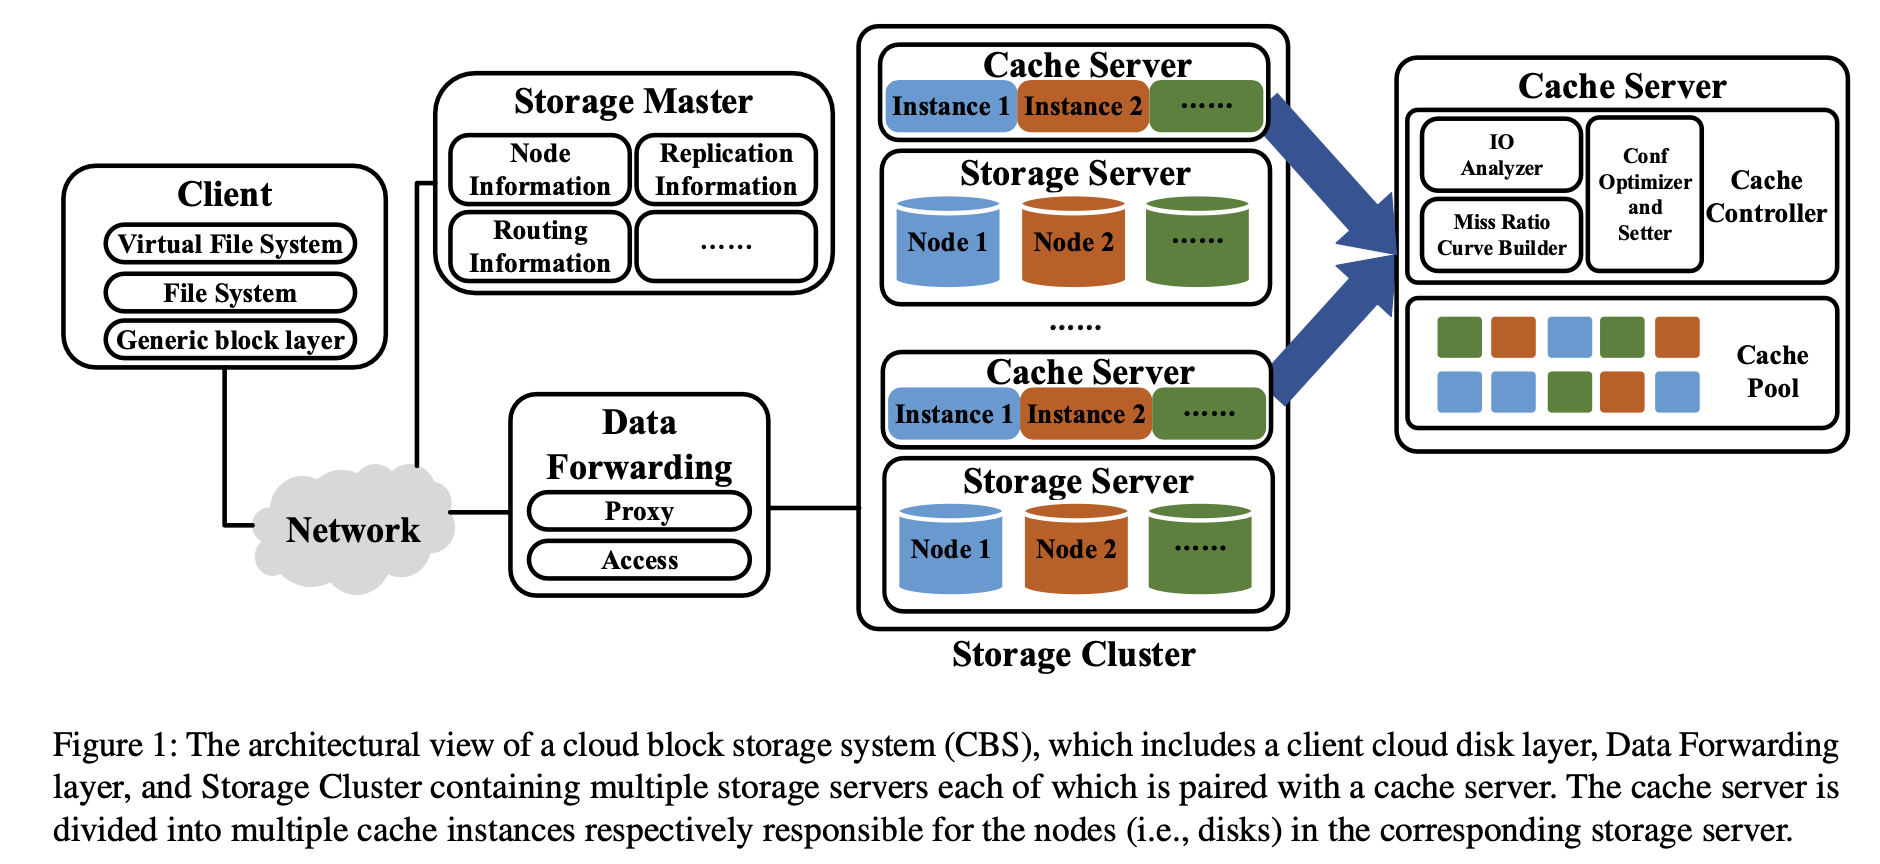 Client
Virtual File System
File System
Generic block layer
Network
Storage Master
Node
Information
Replication
Information
Routing
Information
......
Data
Forwarding
Proxy
Access
Cache Server
Instance 1
Instance 2
......
Storage Server
Node 1
Node 2
......
......
Cache Server
Instance 1
Instance 2
......
Storage Server
Node 1
Node 2
......
Storage Cluster
Cache Server
IO
Analyzer
Miss Ratio
Curve Builder
Conf
Optimizer
and
Setter
Cache
Controller
Cache
Pool
Figure 1: The architectural view of a cloud block storage system (CBS), which includes a client cloud disk layer, Data Forwarding
layer, and Storage Cluster containing multiple storage servers each of which is paired with a cache server. The cache server is
divided into multiple cache instances respectively responsible for the nodes (i.e., disks) in the corresponding storage server.